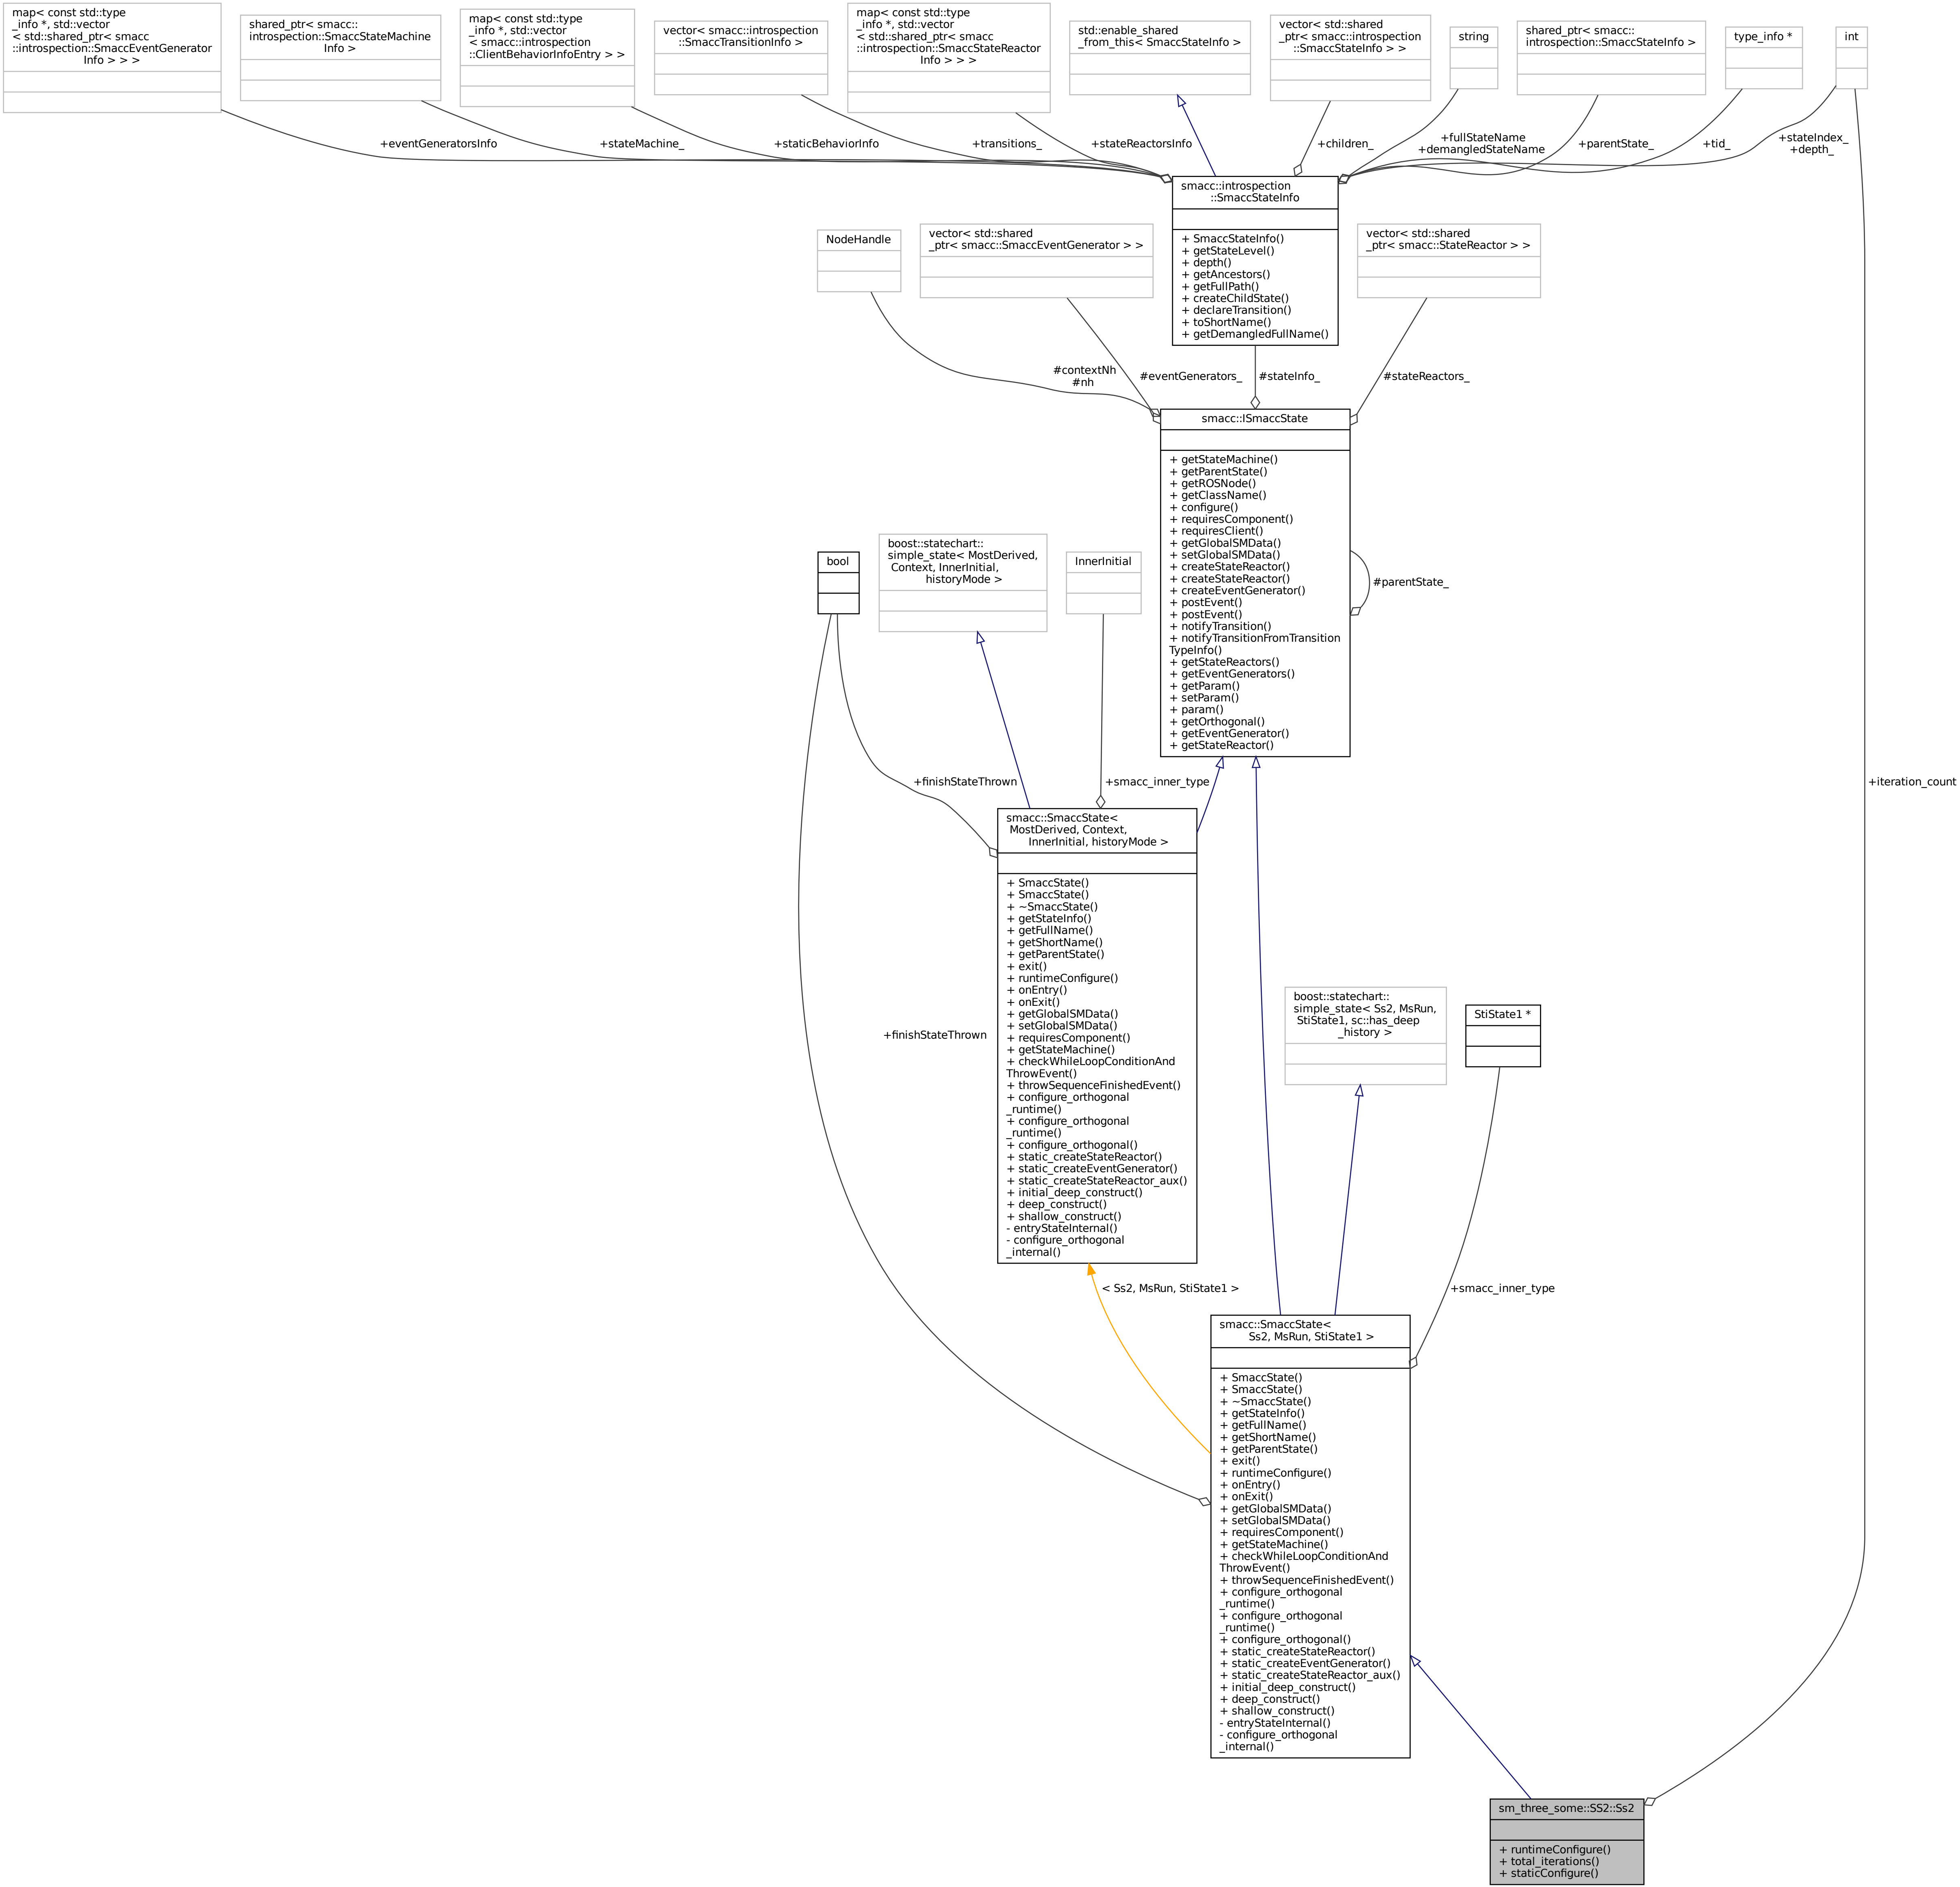 map< const std::type
_info *, std::vector
< std::shared_ptr< smacc
::introspection::SmaccEventGenerator
Info > > >
shared_ptr< smacc::
introspection::SmaccStateMachine
Info >
map< const std::type
_info *, std::vector
< smacc::introspection
::ClientBehaviorInfoEntry > >
vector< smacc::introspection
::SmaccTransitionInfo >
map< const std::type
_info *, std::vector
< std::shared_ptr< smacc
::introspection::SmaccStateReactor
Info > > >
std::enable_shared
_from_this< SmaccStateInfo >
vector< std::shared
_ptr< smacc::introspection
::SmaccStateInfo > >
string
shared_ptr< smacc::
introspection::SmaccStateInfo >
type_info *
int
+eventGeneratorsInfo
+stateMachine_
+staticBehaviorInfo
+transitions_
+stateReactorsInfo
+children_
+fullStateName
+demangledStateName
+parentState_
+tid_
+stateIndex_
+depth_
smacc::introspection
::SmaccStateInfo
+ SmaccStateInfo()
+ getStateLevel()
+ depth()
+ getAncestors()
+ getFullPath()
+ createChildState()
+ declareTransition()
+ toShortName()
+ getDemangledFullName()
NodeHandle
vector< std::shared
_ptr< smacc::SmaccEventGenerator > >
vector< std::shared
_ptr< smacc::StateReactor > >
#contextNh
#nh
#eventGenerators_
#stateInfo_
#stateReactors_
smacc::ISmaccState
+ getStateMachine()
+ getParentState()
+ getROSNode()
+ getClassName()
+ configure()
+ requiresComponent()
+ requiresClient()
+ getGlobalSMData()
+ setGlobalSMData()
+ createStateReactor()
+ createStateReactor()
+ createEventGenerator()
+ postEvent()
+ postEvent()
+ notifyTransition()
+ notifyTransitionFromTransition
TypeInfo()
+ getStateReactors()
+ getEventGenerators()
+ getParam()
+ setParam()
+ param()
+ getOrthogonal()
+ getEventGenerator()
+ getStateReactor()
#parentState_
bool
boost::statechart::
simple_state< MostDerived,
Context, InnerInitial,
historyMode >
InnerInitial
+finishStateThrown
+smacc_inner_type
+iteration_count
smacc::SmaccState<
MostDerived, Context,
InnerInitial, historyMode >
+ SmaccState()
+ SmaccState()
+ ~SmaccState()
+ getStateInfo()
+ getFullName()
+ getShortName()
+ getParentState()
+ exit()
+ runtimeConfigure()
+ onEntry()
+ onExit()
+ getGlobalSMData()
+ setGlobalSMData()
+ requiresComponent()
+ getStateMachine()
+ checkWhileLoopConditionAnd
ThrowEvent()
+ throwSequenceFinishedEvent()
+ configure_orthogonal
_runtime()
+ configure_orthogonal
_runtime()
+ configure_orthogonal()
+ static_createStateReactor()
+ static_createEventGenerator()
+ static_createStateReactor_aux()
+ initial_deep_construct()
+ deep_construct()
+ shallow_construct()
- entryStateInternal()
- configure_orthogonal
_internal()
+finishStateThrown
boost::statechart::
simple_state< Ss2, MsRun,
StiState1, sc::has_deep
_history >
StiState1 *
< Ss2, MsRun, StiState1 >
+smacc_inner_type
smacc::SmaccState<
Ss2, MsRun, StiState1 >
+ SmaccState()
+ SmaccState()
+ ~SmaccState()
+ getStateInfo()
+ getFullName()
+ getShortName()
+ getParentState()
+ exit()
+ runtimeConfigure()
+ onEntry()
+ onExit()
+ getGlobalSMData()
+ setGlobalSMData()
+ requiresComponent()
+ getStateMachine()
+ checkWhileLoopConditionAnd
ThrowEvent()
+ throwSequenceFinishedEvent()
+ configure_orthogonal
_runtime()
+ configure_orthogonal
_runtime()
+ configure_orthogonal()
+ static_createStateReactor()
+ static_createEventGenerator()
+ static_createStateReactor_aux()
+ initial_deep_construct()
+ deep_construct()
+ shallow_construct()
- entryStateInternal()
- configure_orthogonal
_internal()
sm_three_some::SS2::Ss2
+ runtimeConfigure()
+ total_iterations()
+ staticConfigure()